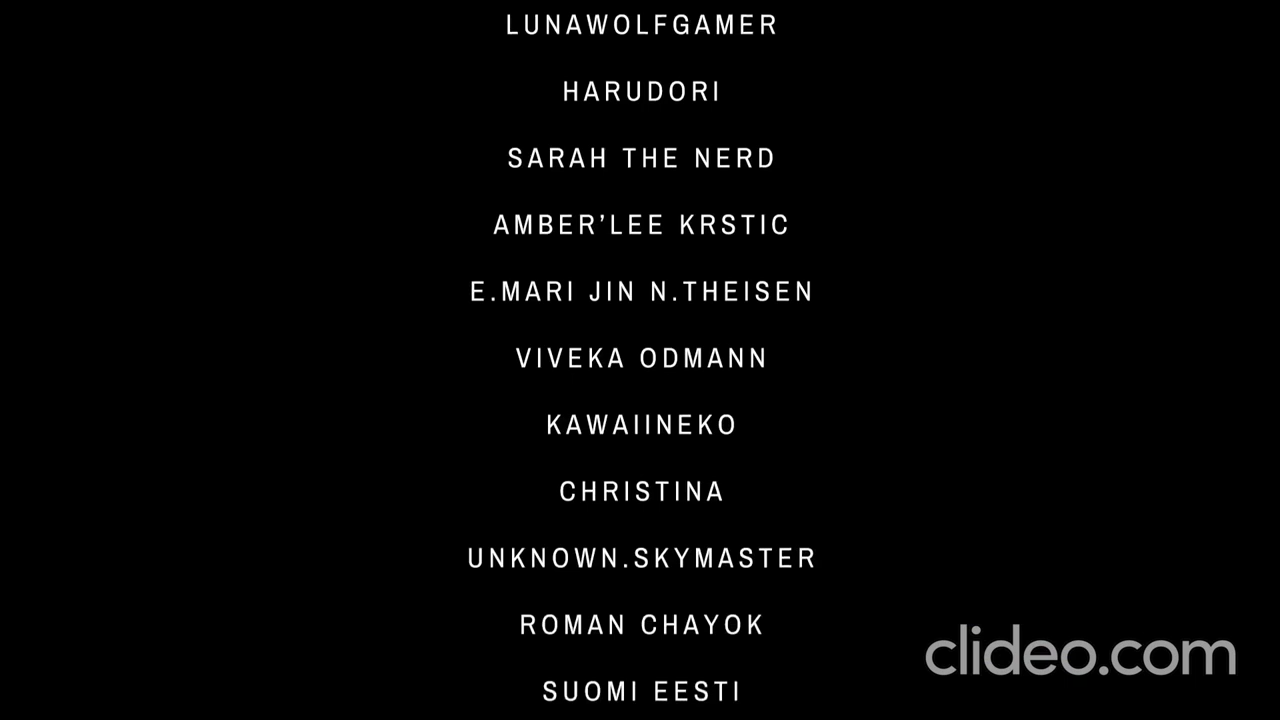 LUNAWOLFGAMER
HARUDORI
SARAH THE NERD
AMBER’LEE KRSTIC
E.MARI JIN N.THEISEN
VIVEKA ODMANN
KAWAIINEKO
CHRISTINA
UNKNOWN.SKYMASTER
ROMAN CHAYOK
clideo.com
SUOMI EESTI